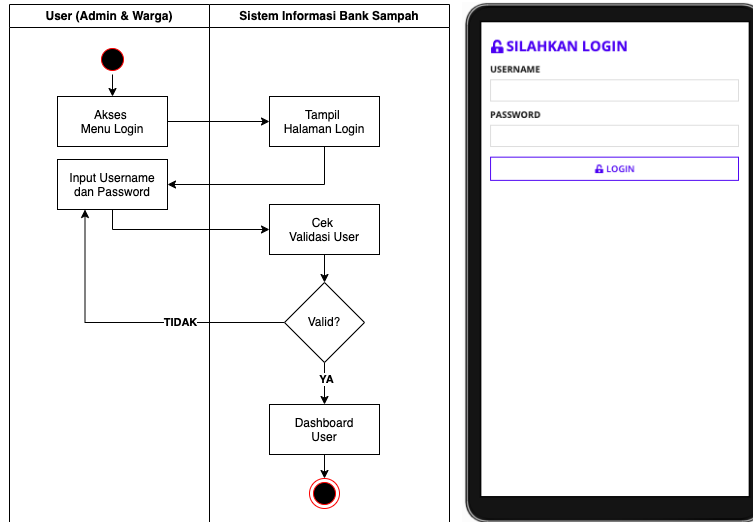 User (Admin & Warga)
Sistem Informasi Bank Sampah
Akses
Menu Login
Tampil
Halaman Login
Input Username
dan Password
Cek
Validasi User
Valid?
TIDAK
YA
Dashboard
User
SILAHKAN LOGIN
USERNAME
PASSWORD
LOGIN